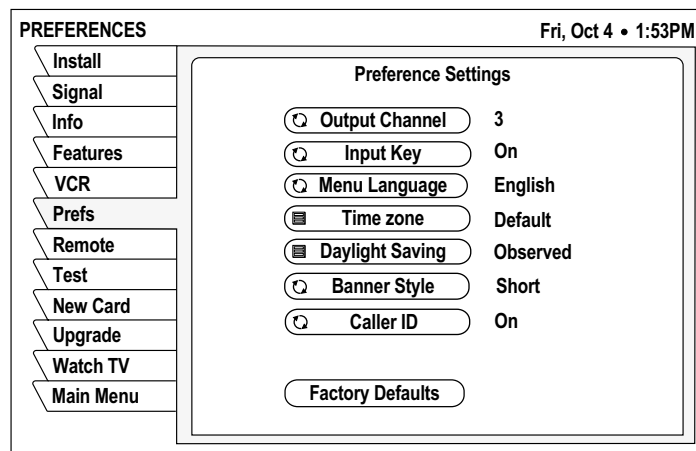 PREFERENCES
Fri, Oct 4 • 1:53PM
Install
Signal
Info
Features
VCR
Prefs
Remote
Test
New Card
Upgrade
Watch TV
Main Menu
Preference Settings
Output Channel 3
Input Key On
Menu Language English
Time zone Default
Daylight Saving Observed
Banner Style Short
Caller ID On
Factory Defaults